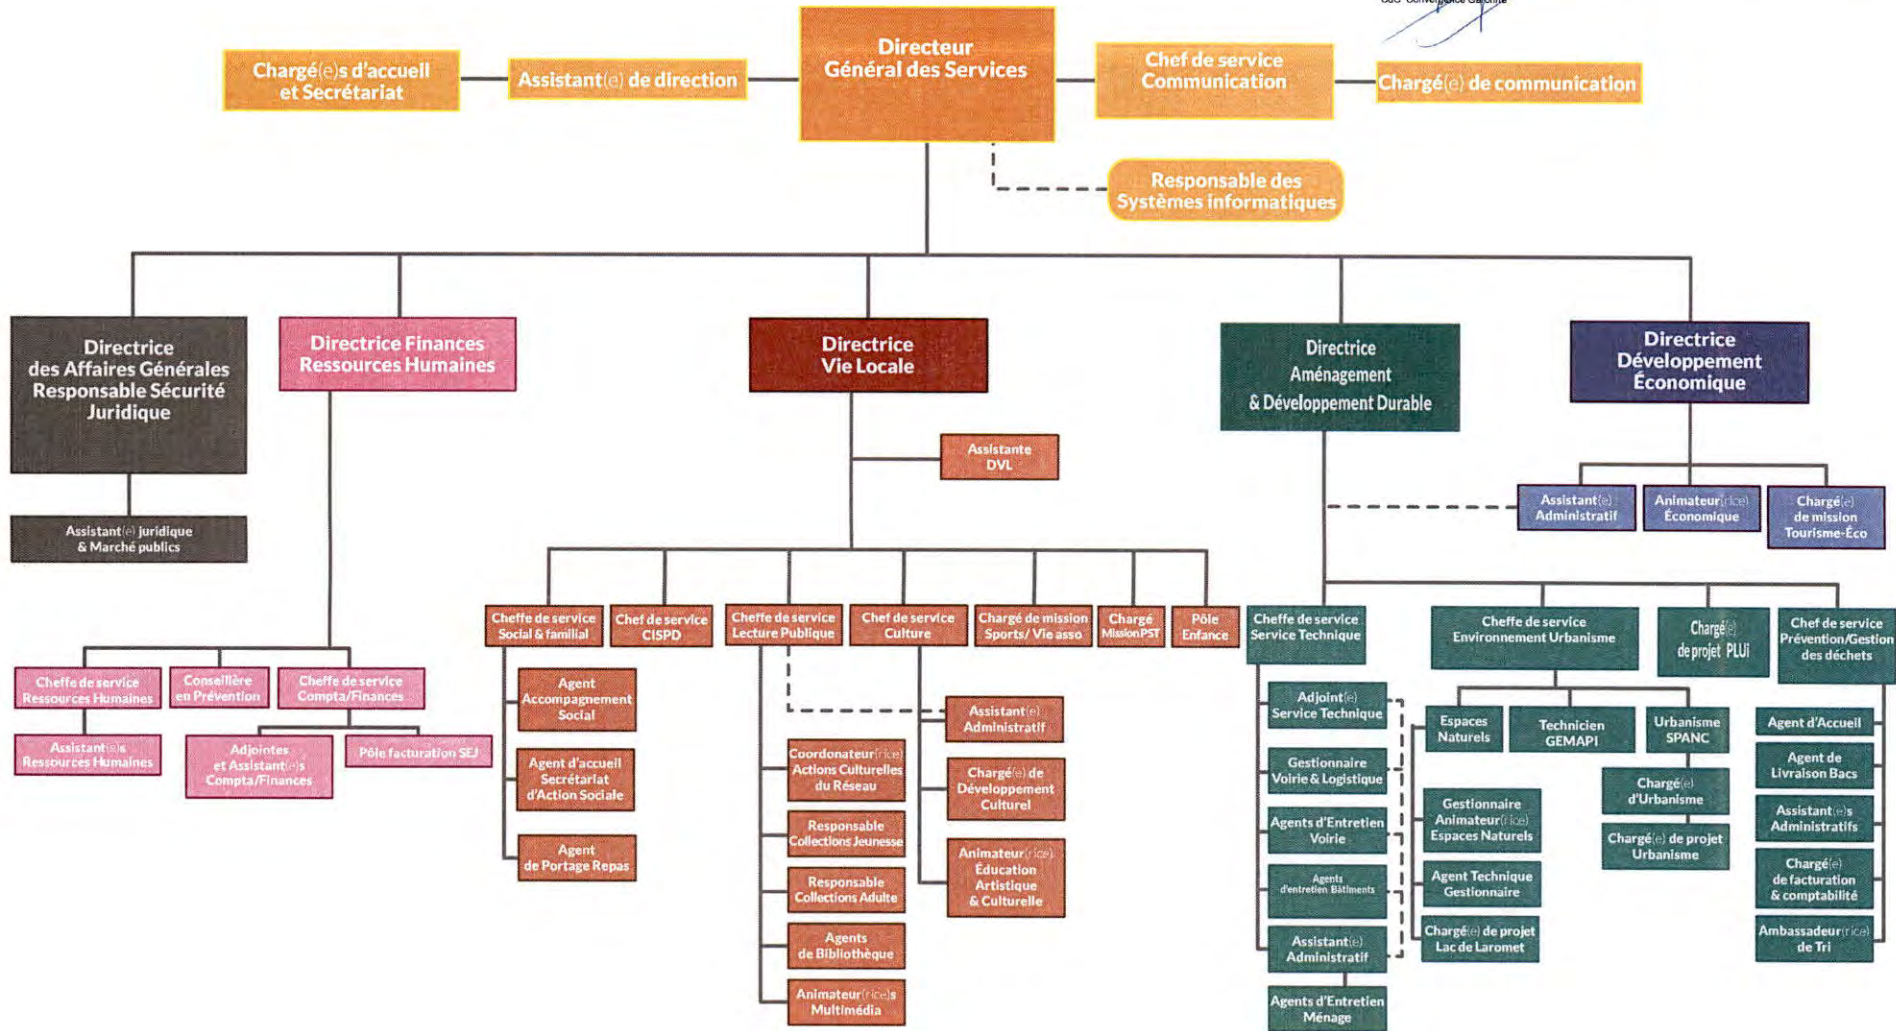 CdC Convergence Garonne
Directeur
Général des Services
Chargé(e)s d'accueil
et Secrétariat
Assistant(e) de direction
Chef de service
Communication
Chargé(e) de communication
Responsable des
Systèmes informatiques
Directrice
des Affaires Générales
Responsable Sécurité
Juridique
Directrice Finances
Ressources Humaines
Directrice
Vie Locale
Directrice
Aménagement
& Développement Durable
Directrice
Développement
Économique
Assistante
DVL
Assistant(e) juridique
& Marché publics
Assistant(e)
Administratif
Animateur(rice)
Économique
Chargé(e)
de mission
Tourisme-Éco
Cheffe de service
Ressources Humaines
Conseillère
en Prévention
Cheffe de service
Compta/Finances
Assistant(e)s
Ressources Humaines
Adjointes
et Assistant(e)s
Compta/Finances
Pôle facturation SEJ
Cheffe de service
Social & familial
Chef de service
CISPD
Cheffe de service
Lecture Publique
Chef de service
Culture
Chargé de mission
Sports/ Vie asso
Chargé
Mission PST
Pôle
Enfance
Agent
Accompagnement
Social
Agent d'accueil
Secrétariat
d'Action Sociale
Agent
de Portage Repas
Coordonateur(rice)
Actions Culturelles
du Réseau
Responsable
Collections Jeunesse
Responsable
Collections Adulte
Agents
de Bibliothèque
Animateur(rice)s
Multimédia
Assistant(e)
Administratif
Chargé(e) de
Développement
Culturel
Animateur(rice)
Éducation
Artistique
& Culturelle
Cheffe de service
Service Technique
Cheffe de service
Environnement Urbanisme
Chargé(e)
de projet PLUi
Chef de service
Prévention/Gestion
des déchets
Adjoint(e)
Service Technique
Gestionnaire
Voirie & Logistique
Agents d'Entretien
Voirie
Agents
d'entretien Bâtiments
Assistant(e)
Administratif
Agents d'Entretien
Ménage
Espaces
Naturels
Technicien
GEMAPI
Urbanisme
SPANC
Gestionnaire
Animateur(rice)
Espaces Naturels
Agent Technique
Gestionnaire
Chargé(e) de projet
Lac de Laromet
Chargé(e)
d'Urbanisme
Chargé(e) de projet
Urbanisme
Agent d'Accueil
Agent de
Livraison Bacs
Assistant(e)s
Administratifs
Chargé(e)
de facturation
& comptabilité
Ambassadeur(rice)
de Tri